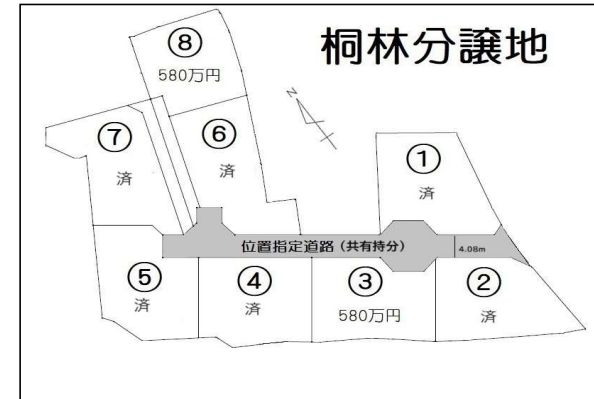 桐林分譲地
⑧
580万円
N
⑦
済
⑥
済
①
済
位置指定道路（共有持分）
4.08m
⑤
済
④
済
③
580万円
②
済